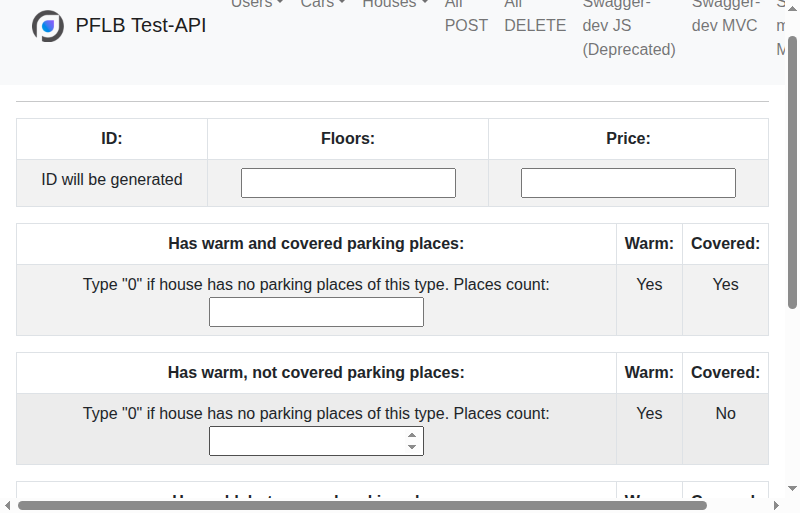 PFLB Test-API
Users Cars Houses All POST All DELETE Swagger-dev JS (Deprecated) Swagger-dev MVC
ID: Floors: Price:
ID will be generated
Has warm and covered parking places: Warm: Covered:
Type "0" if house has no parking places of this type. Places count: Yes Yes
Has warm, not covered parking places: Warm: Covered:
Type "0" if house has no parking places of this type. Places count: Yes No